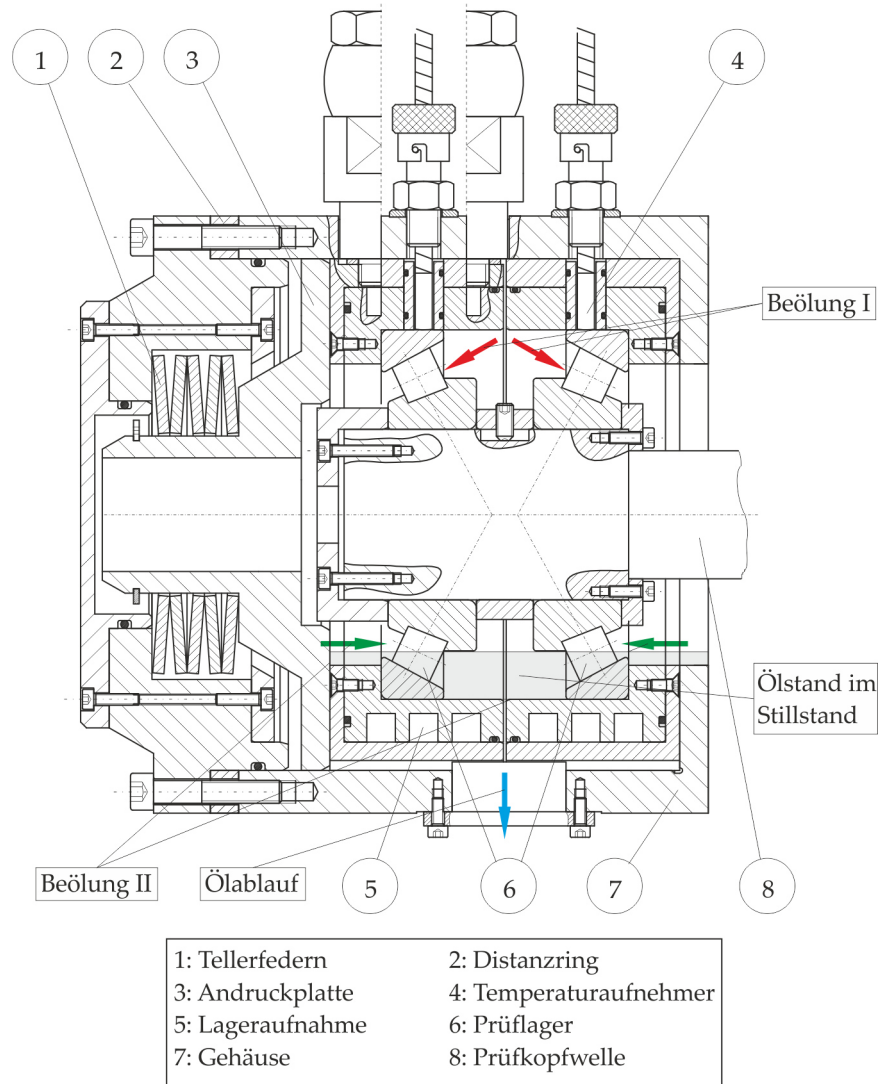 1
2
3
4
Beölung I
Ölstand im
Stillstand
Beölung II
Ölablauf
5
6
7
8
1: Tellerfedern
2: Distanzring
3: Andruckplatte
4: Temperaturaufnehmer
5: Lageraufnahme
6: Prüflager
7: Gehäuse
8: Prüfkopfwelle